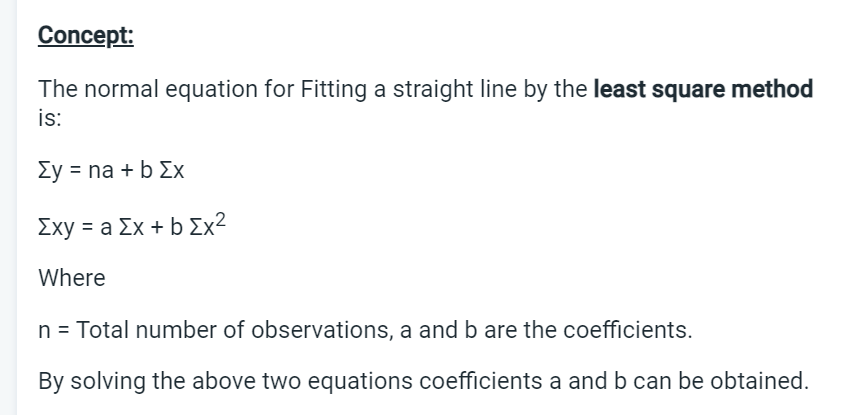 Concept:
The normal equation for Fitting a straight line by the least square method
is:
Σy = na + b Σx
Σxy = a Σx + b Σx²
Where
n = Total number of observations, a and b are the coefficients.
By solving the above two equations coefficients a and b can be obtained.